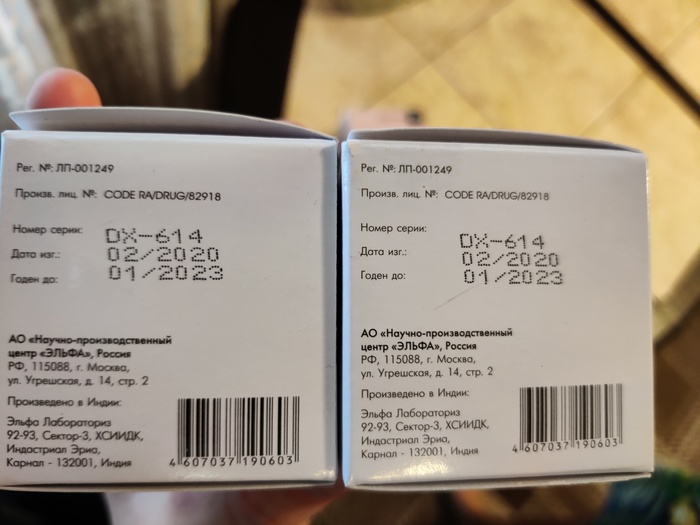 Рег. №: ЛП-001249
Произв. лиц. №: CODE RA/DRUG/82918
Номер серии: DX-614
Дата изг.: 02/2020
Годен до: 01/2023
АО «Научно-производственный
центр «ЭЛЬФА», Россия
РФ, 115088, г. Москва,
ул. Угрешская, д. 14, стр. 2
Произведено в Индии:
Эльфа Лабораториз
92-93, Сектор-3, ХСИИДК,
Индастриал Эриа,
Карнал - 132001, Индия
4 607037 190603
Рег. №: ЛП-001249
Произв. лиц. №: CODE RA/DRUG/82918
Номер серии: DX-614
Дата изг.: 02/2020
Годен до: 01/2023
АО «Научно-производственный
центр «ЭЛЬФА», Россия
РФ, 115088, г. Москва,
ул. Угрешская, д. 14, стр. 2
Произведено в Индии:
Эльфа Лабораториз
92-93, Сектор-3, ХСИИДК,
Индастриал Эриа,
Карнал - 132001, Индия
4 607037 190603